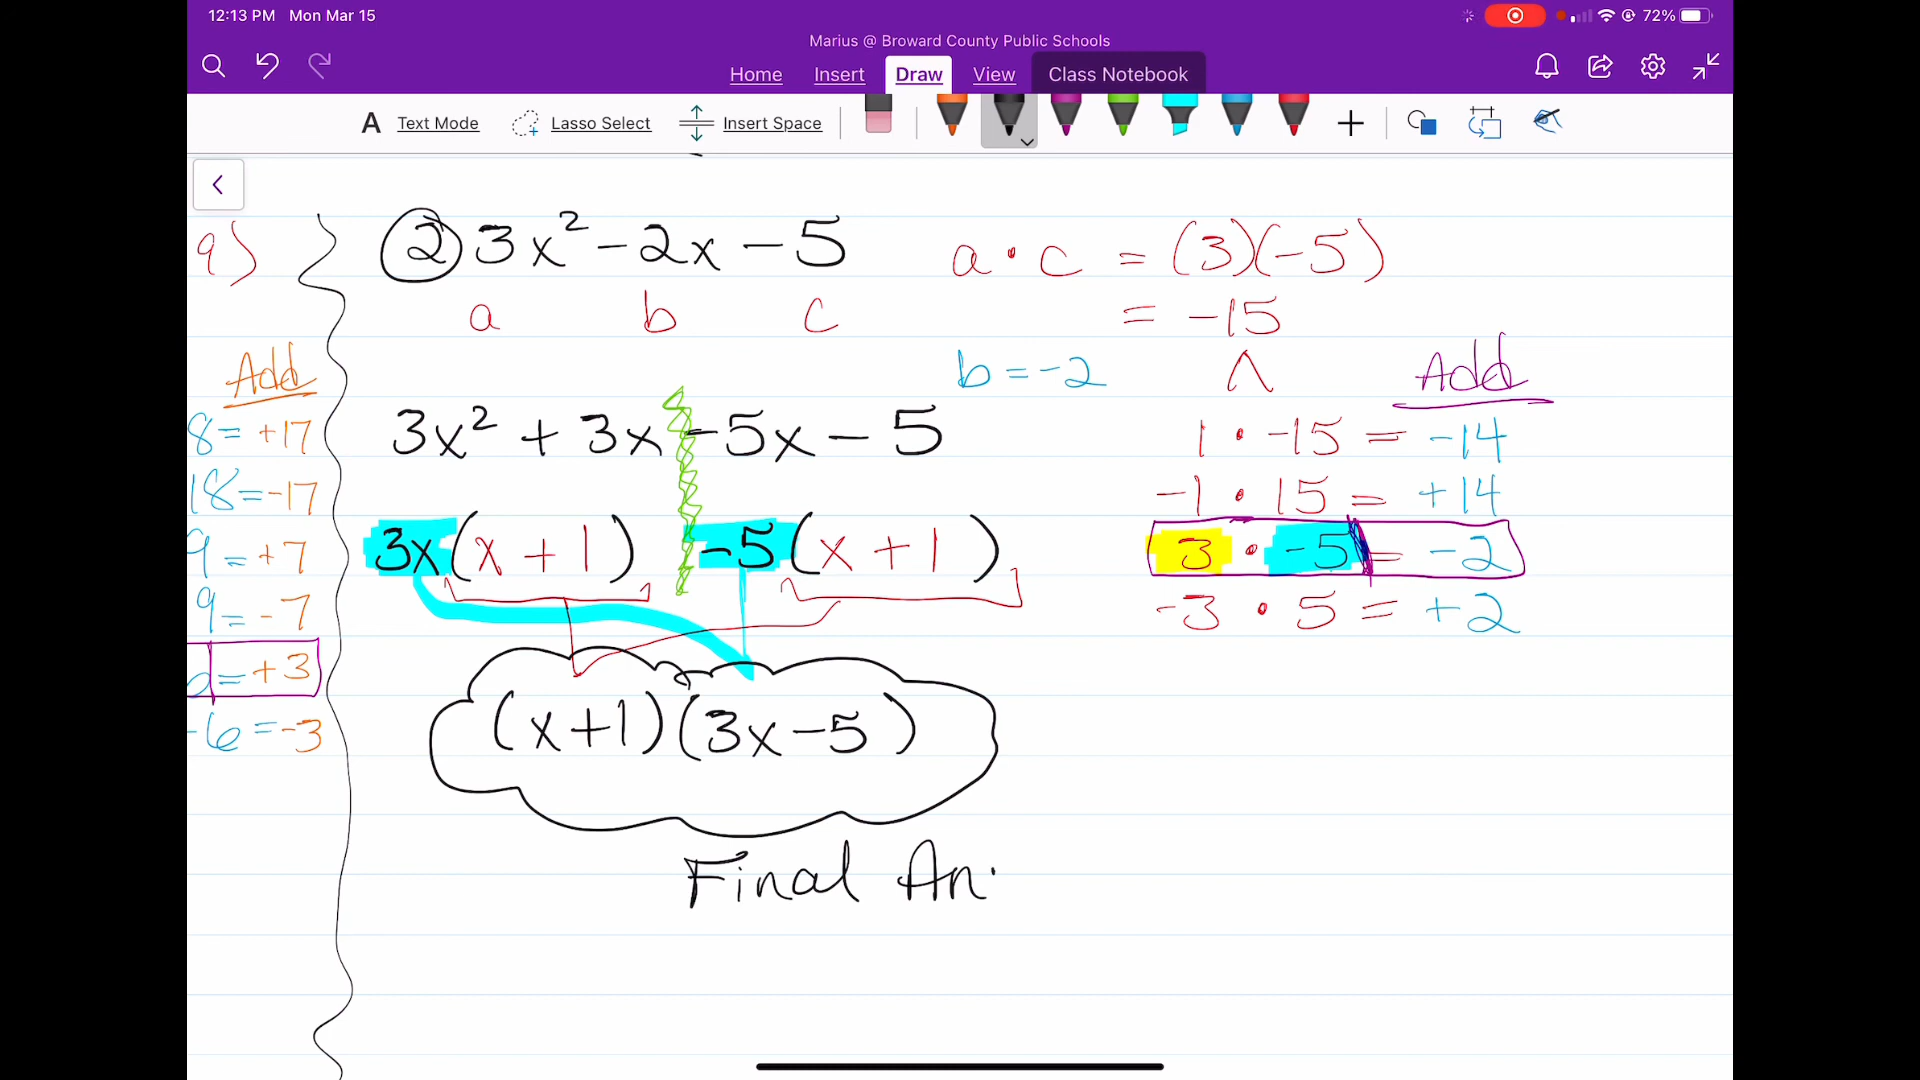 12:13 PM Mon Mar 15
72%
Marius @ Broward County Public Schools
Home Insert Draw View Class Notebook
A Text Mode Lasso Select Insert Space
9)
Add
8= +17
18=-17
9= +7
9= -7
= +3
-6=-3
② 3x² -2x -5
a b c
3x² + 3x -5x - 5
3x(x+1) -5(x+1)
(x+1)(3x-5)
Final An
a · c = (3)(-5)
= -15
b=-2
Add
1 · -15 = -14
-1 · 15 = +14
3 · -5 = -2
-3 · 5 = +2